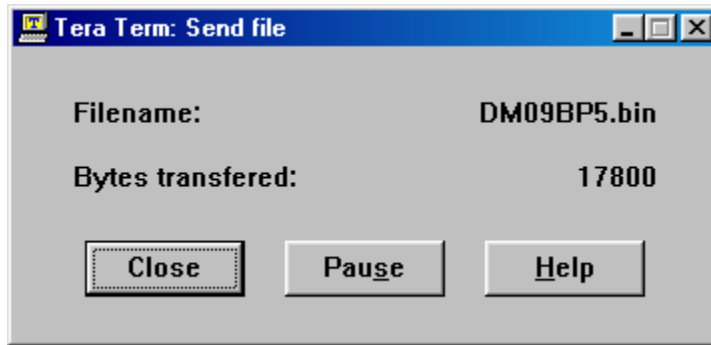 Tera Term: Send file
Filename: DM09BP5.bin
Bytes transfered: 17800
Close Pause Help